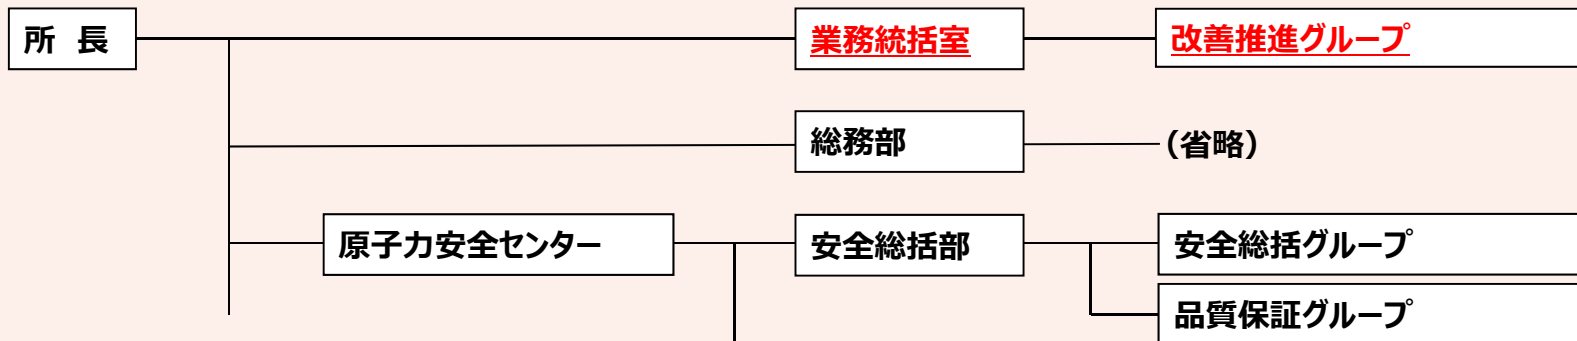 所 長
業務統括室
改善推進グループ
総務部
(省略)
原子力安全センター
安全総括部
安全総括グループ
品質保証グループ